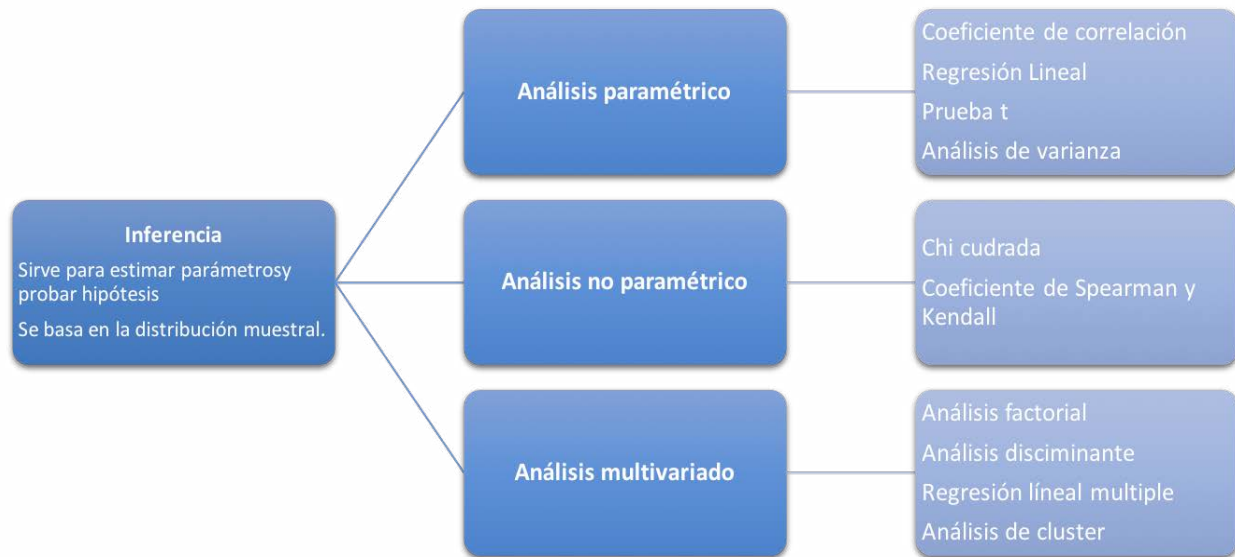 Inferencia
Sirve para estimar parámetrosy
probar hipótesis
Se basa en la distribución muestral.
Análisis paramétrico
Coeficiente de correlación
Regresión Lineal
Prueba t
Análisis de varianza
Análisis no paramétrico
Chi cudrada
Coeficiente de Spearman y
Kendall
Análisis multivariado
Análisis factorial
Análisis disciminante
Regresión líneal multiple
Análisis de cluster